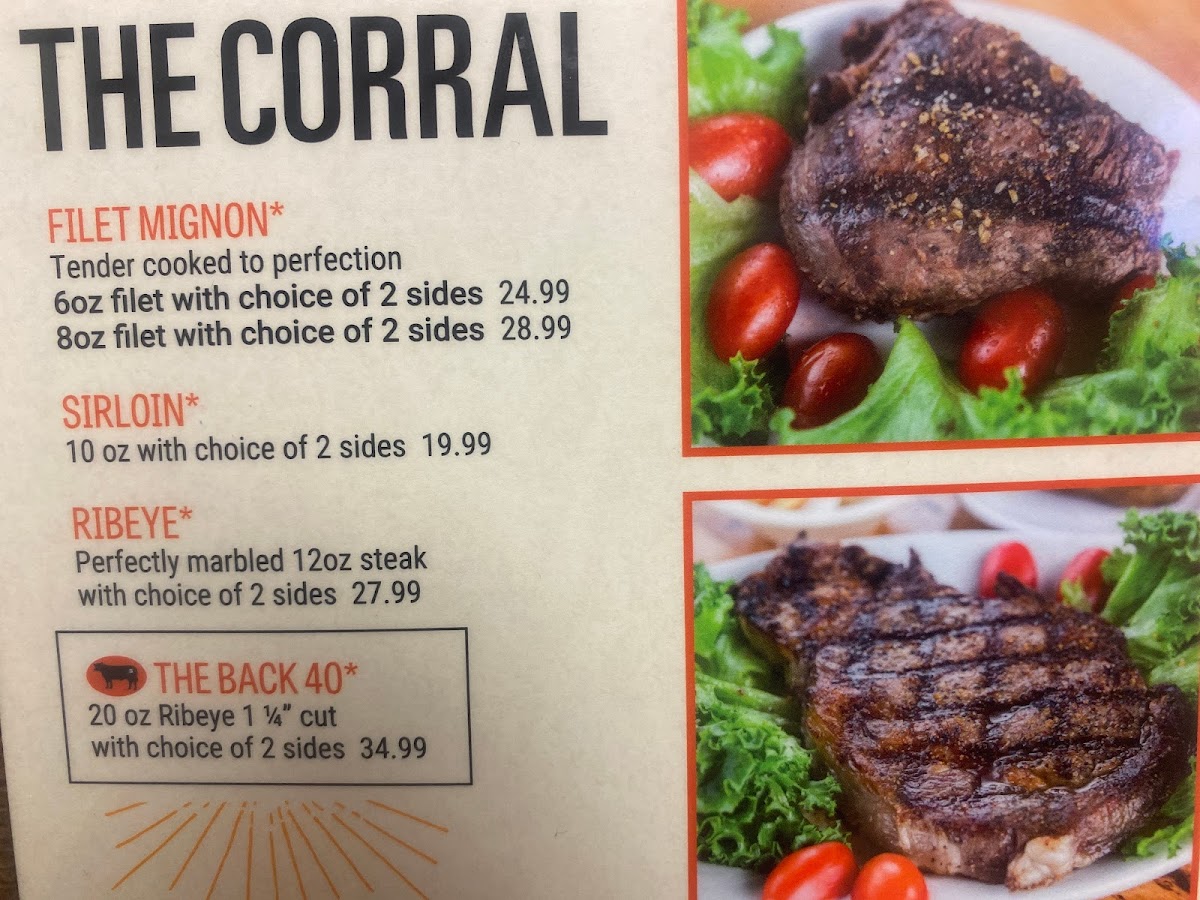 THE CORRAL
FILET MIGNON*
Tender cooked to perfection
6oz filet with choice of 2 sides 24.99
8oz filet with choice of 2 sides 28.99
SIRLOIN*
10 oz with choice of 2 sides 19.99
RIBEYE*
Perfectly marbled 12oz steak
with choice of 2 sides 27.99
THE BACK 40*
20 oz Ribeye 1 ¼” cut
with choice of 2 sides 34.99